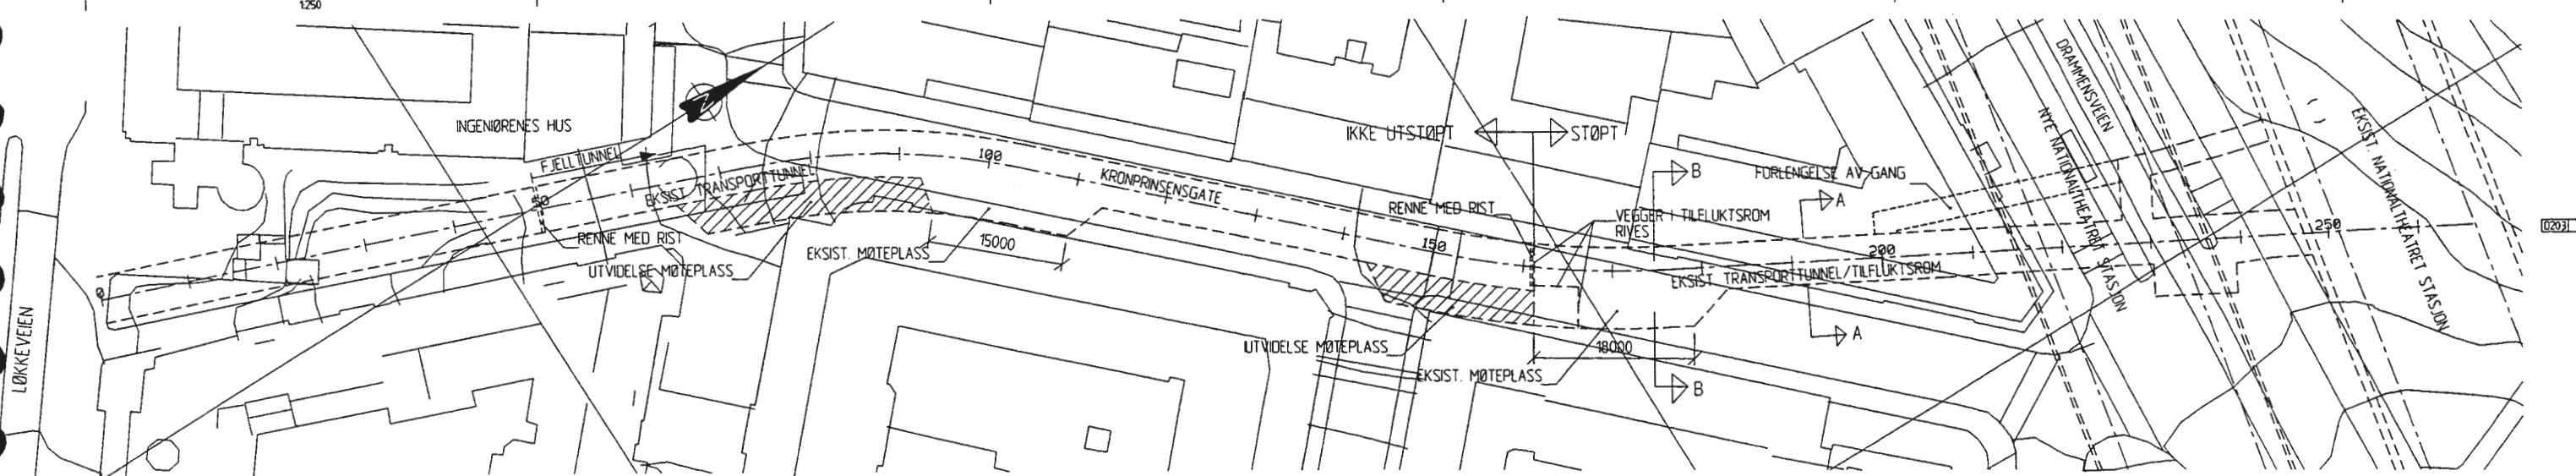 1:250
INGENIØRENES HUS
FJELLTUNNEL
EKSIST. TRANSPORTTUNNEL
0
50
100
150
200
250
LØKKEVEIEN
RENNE MED RIST
UTVIDELSE MØTEPLASS
EKSIST. MØTEPLASS
15000
KRONPRINSENSGATE
IKKE UTSTØPT
STØPT
RENNE MED RIST
VEGGER I TILFLUKTSROM
RIVES
B
B
FORLENGELSE AV GANG
A
A
EKSIST TRANSPORTTUNNEL/TILFLUKTSROM
UTVIDELSE MØTEPLASS
EKSIST. MØTEPLASS
18000
DRAMMENSVEIEN
NYE NATIONALTHEATRET STASJON
EKSIST NATIONALTHEATRET STASJON
0203